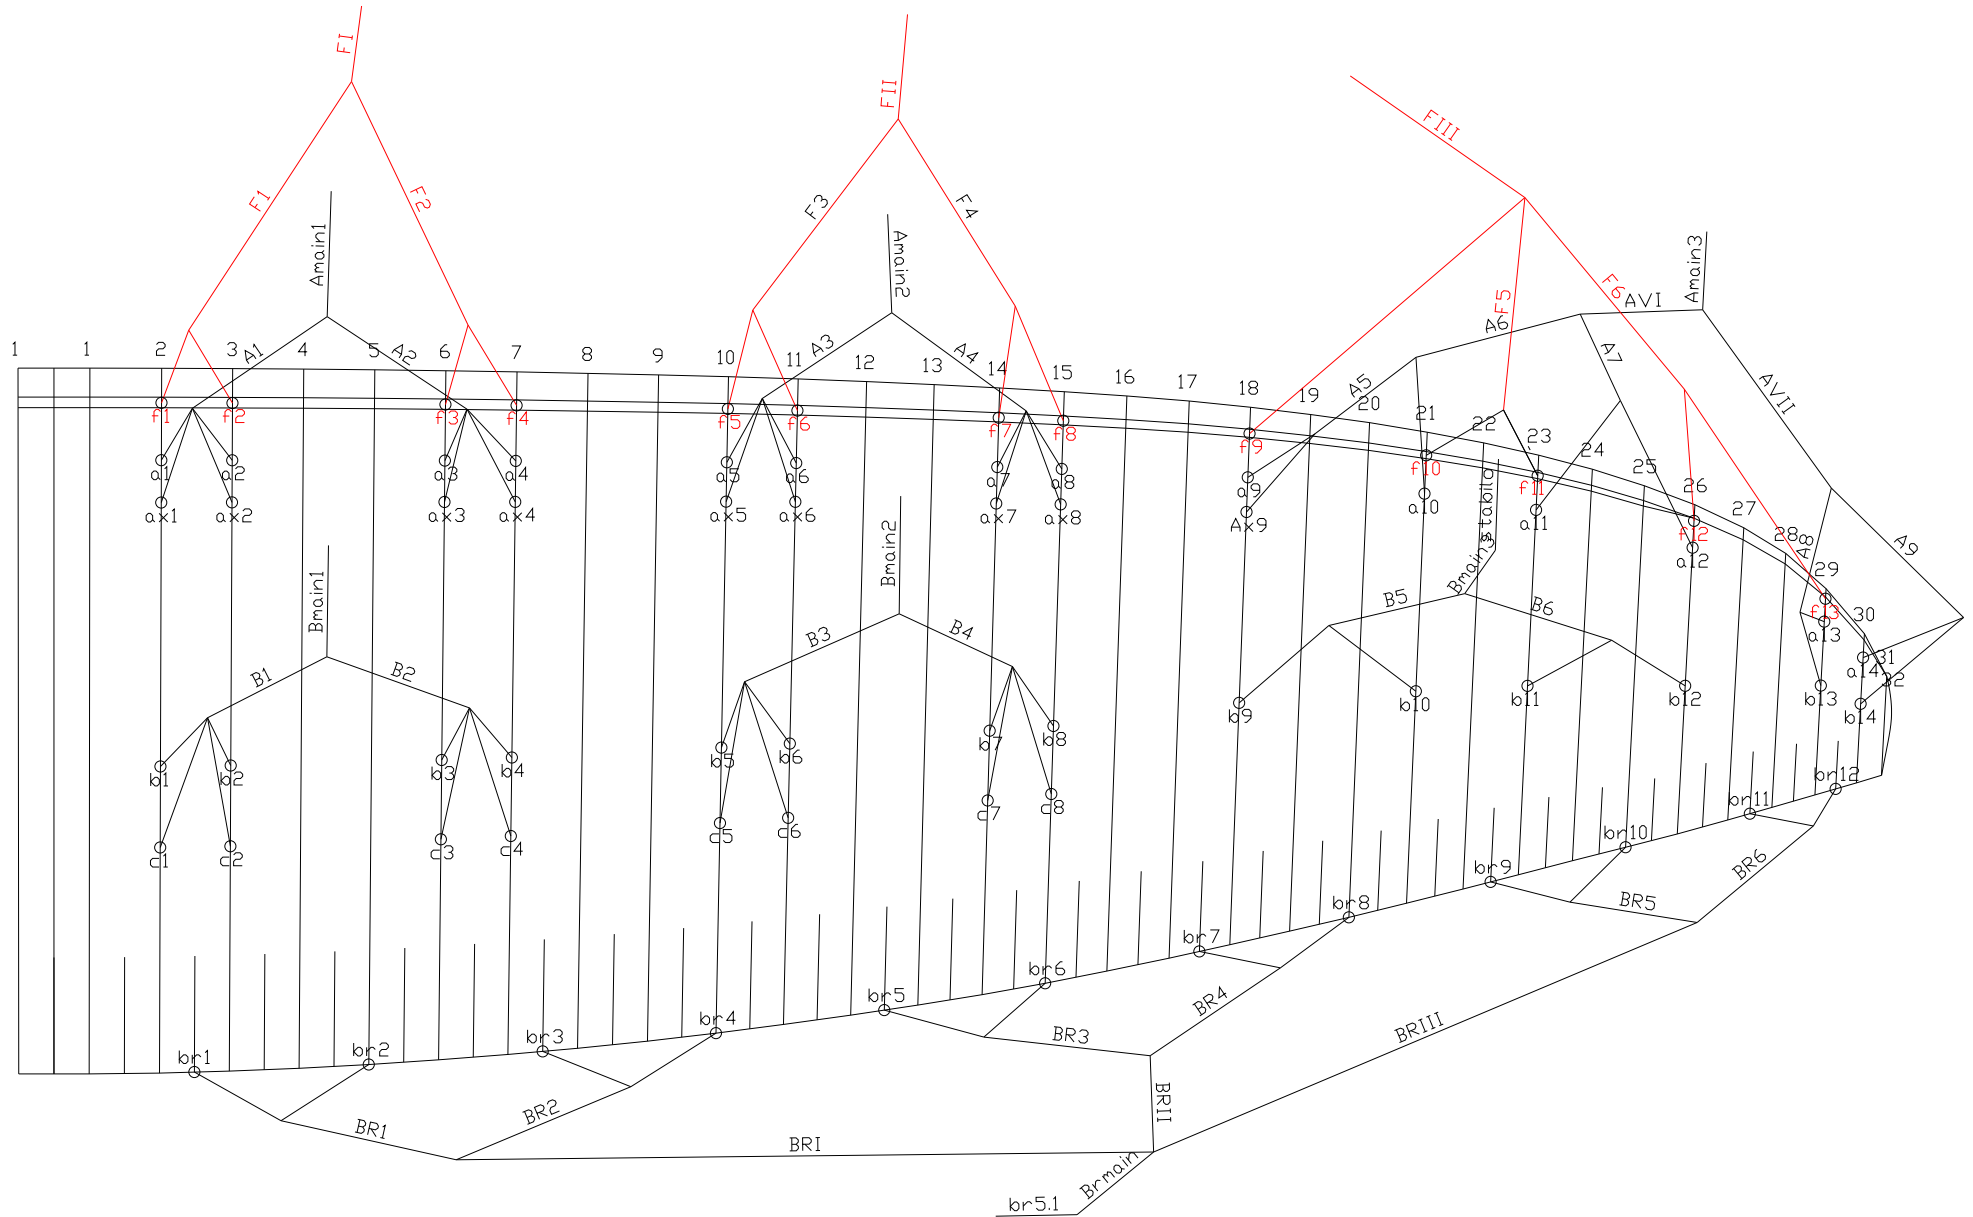 FI
FII
FIII
F1
F2
F3
F4
F5
F6
Amain1
Amain2
Amain3
AVI
AVII
1
1
2
3
4
5
6
7
8
9
10
11
12
13
14
15
16
17
18
19
20
21
22
23
24
25
26
27
28
29
30
31
32
A1
A2
A3
A4
A5
A6
A7
A8
A9
f1
f2
f3
f4
f5
f6
f7
f8
f9
f10
f11
f12
f13
a1
a2
a3
a4
a5
a6
a7
a8
a9
a10
a11
a12
a13
a14
ax1
ax2
ax3
ax4
ax5
ax6
ax7
ax8
Ax9
stabilo
Bmain1
Bmain2
Bmain3
B1
B2
B3
B4
B5
B6
b1
b2
b3
b4
b5
b6
b7
b8
b9
b10
b11
b12
b13
b14
c1
c2
c3
c4
c5
c6
c7
c8
br1
br2
br3
br4
br5
br6
br7
br8
br9
br10
br11
br12
BR1
BR2
BR3
BR4
BR5
BR6
BRI
BRII
BRIII
Brmain
br5.1